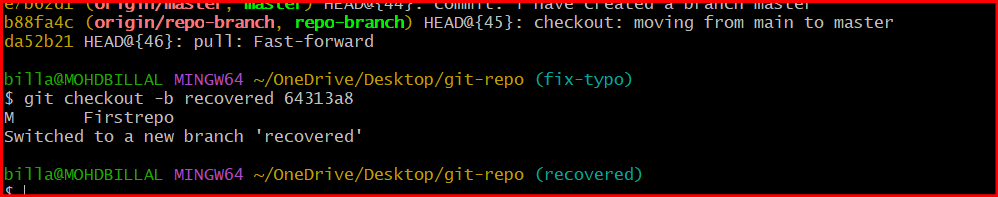 e7b62d1 (origin/master, master) HEAD@{44}: commit: i have created a branch master
b88fa4c (origin/repo-branch, repo-branch) HEAD@{45}: checkout: moving from main to master
da52b21 HEAD@{46}: pull: Fast-forward
billa@MOHDBILLAL MINGW64 ~/OneDrive/Desktop/git-repo (fix-typo)
$ git checkout -b recovered 64313a8
M       Firstrepo
Switched to a new branch 'recovered'
billa@MOHDBILLAL MINGW64 ~/OneDrive/Desktop/git-repo (recovered)
$